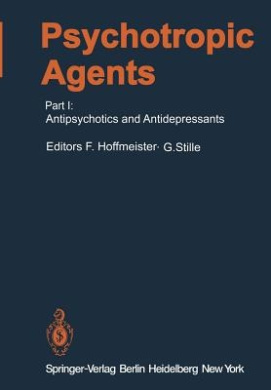 Psychotropic
Agents
Part I:
Antipsychotics and Antidepressants
Editors F. Hoffmeister· G.Stille
Springer-Verlag Berlin Heidelberg New York